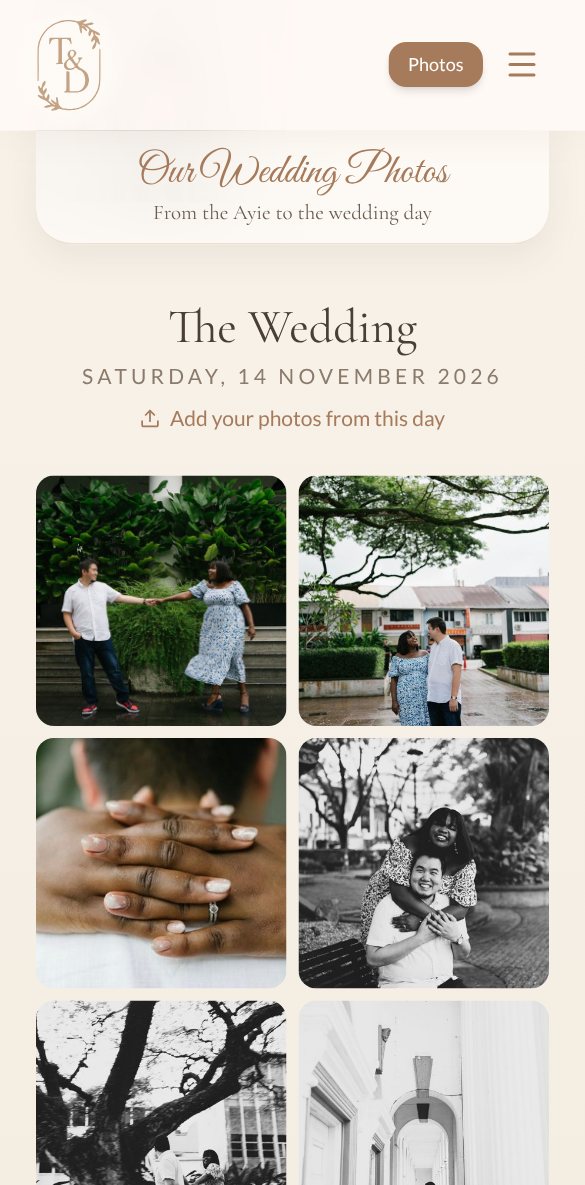 T&D
Photos
Our Wedding Photos
From the Ayie to the wedding day
The Wedding
SATURDAY, 14 NOVEMBER 2026
Add your photos from this day